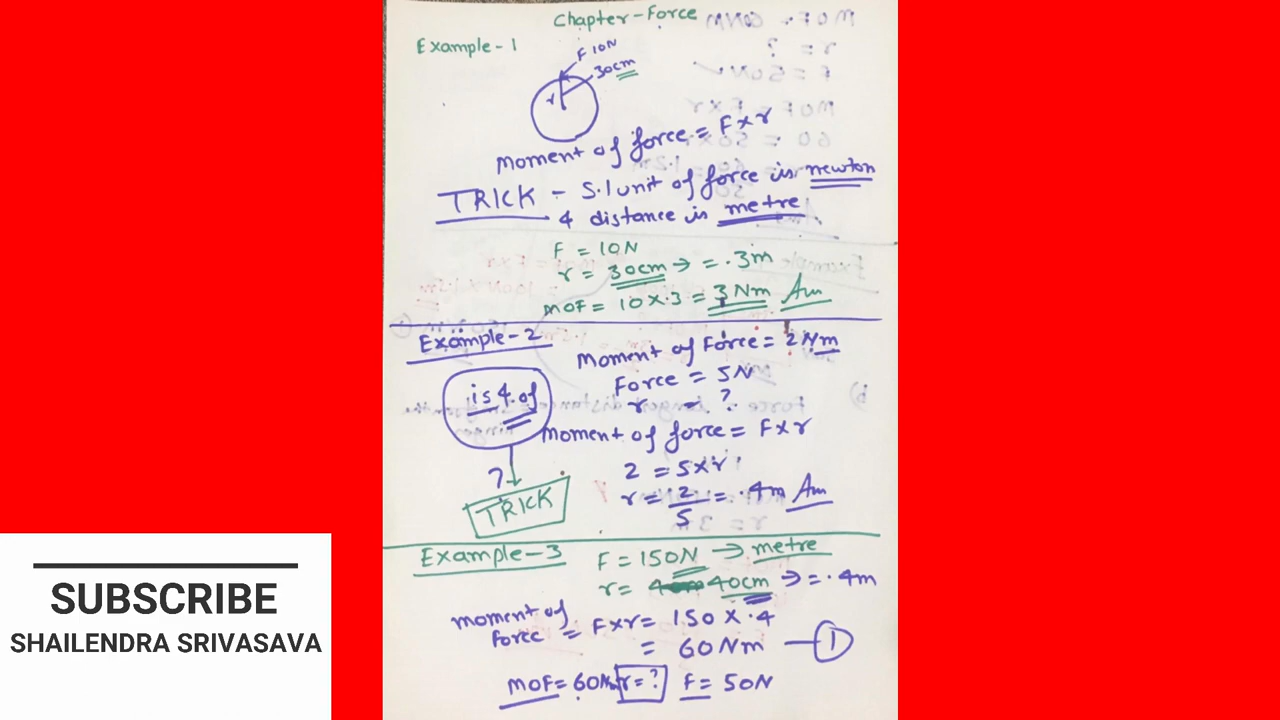 Chapter-Force
Example-1
F 10N
30cm
r
Moment of force = F×r
TRICK - S.I unit of force is newton
& distance is metre
F = 10N
r = 30cm → = .3m
MOF = 10×.3 = 3Nm Ans
Example-2
Moment of Force = 2Nm
Force = 5N
r = ?
is & of
Moment of force = F×r
2 = 5×r
?
TRICK
r = 2/5 = .4m Ans
Example-3
F = 150N → metre
r = 40cm → = .4m
moment of force = F×r = 150 × .4
= 60Nm — 1
MOF = 60Nm r = ? F = 50N
SUBSCRIBE
SHAILENDRA SRIVASAVA